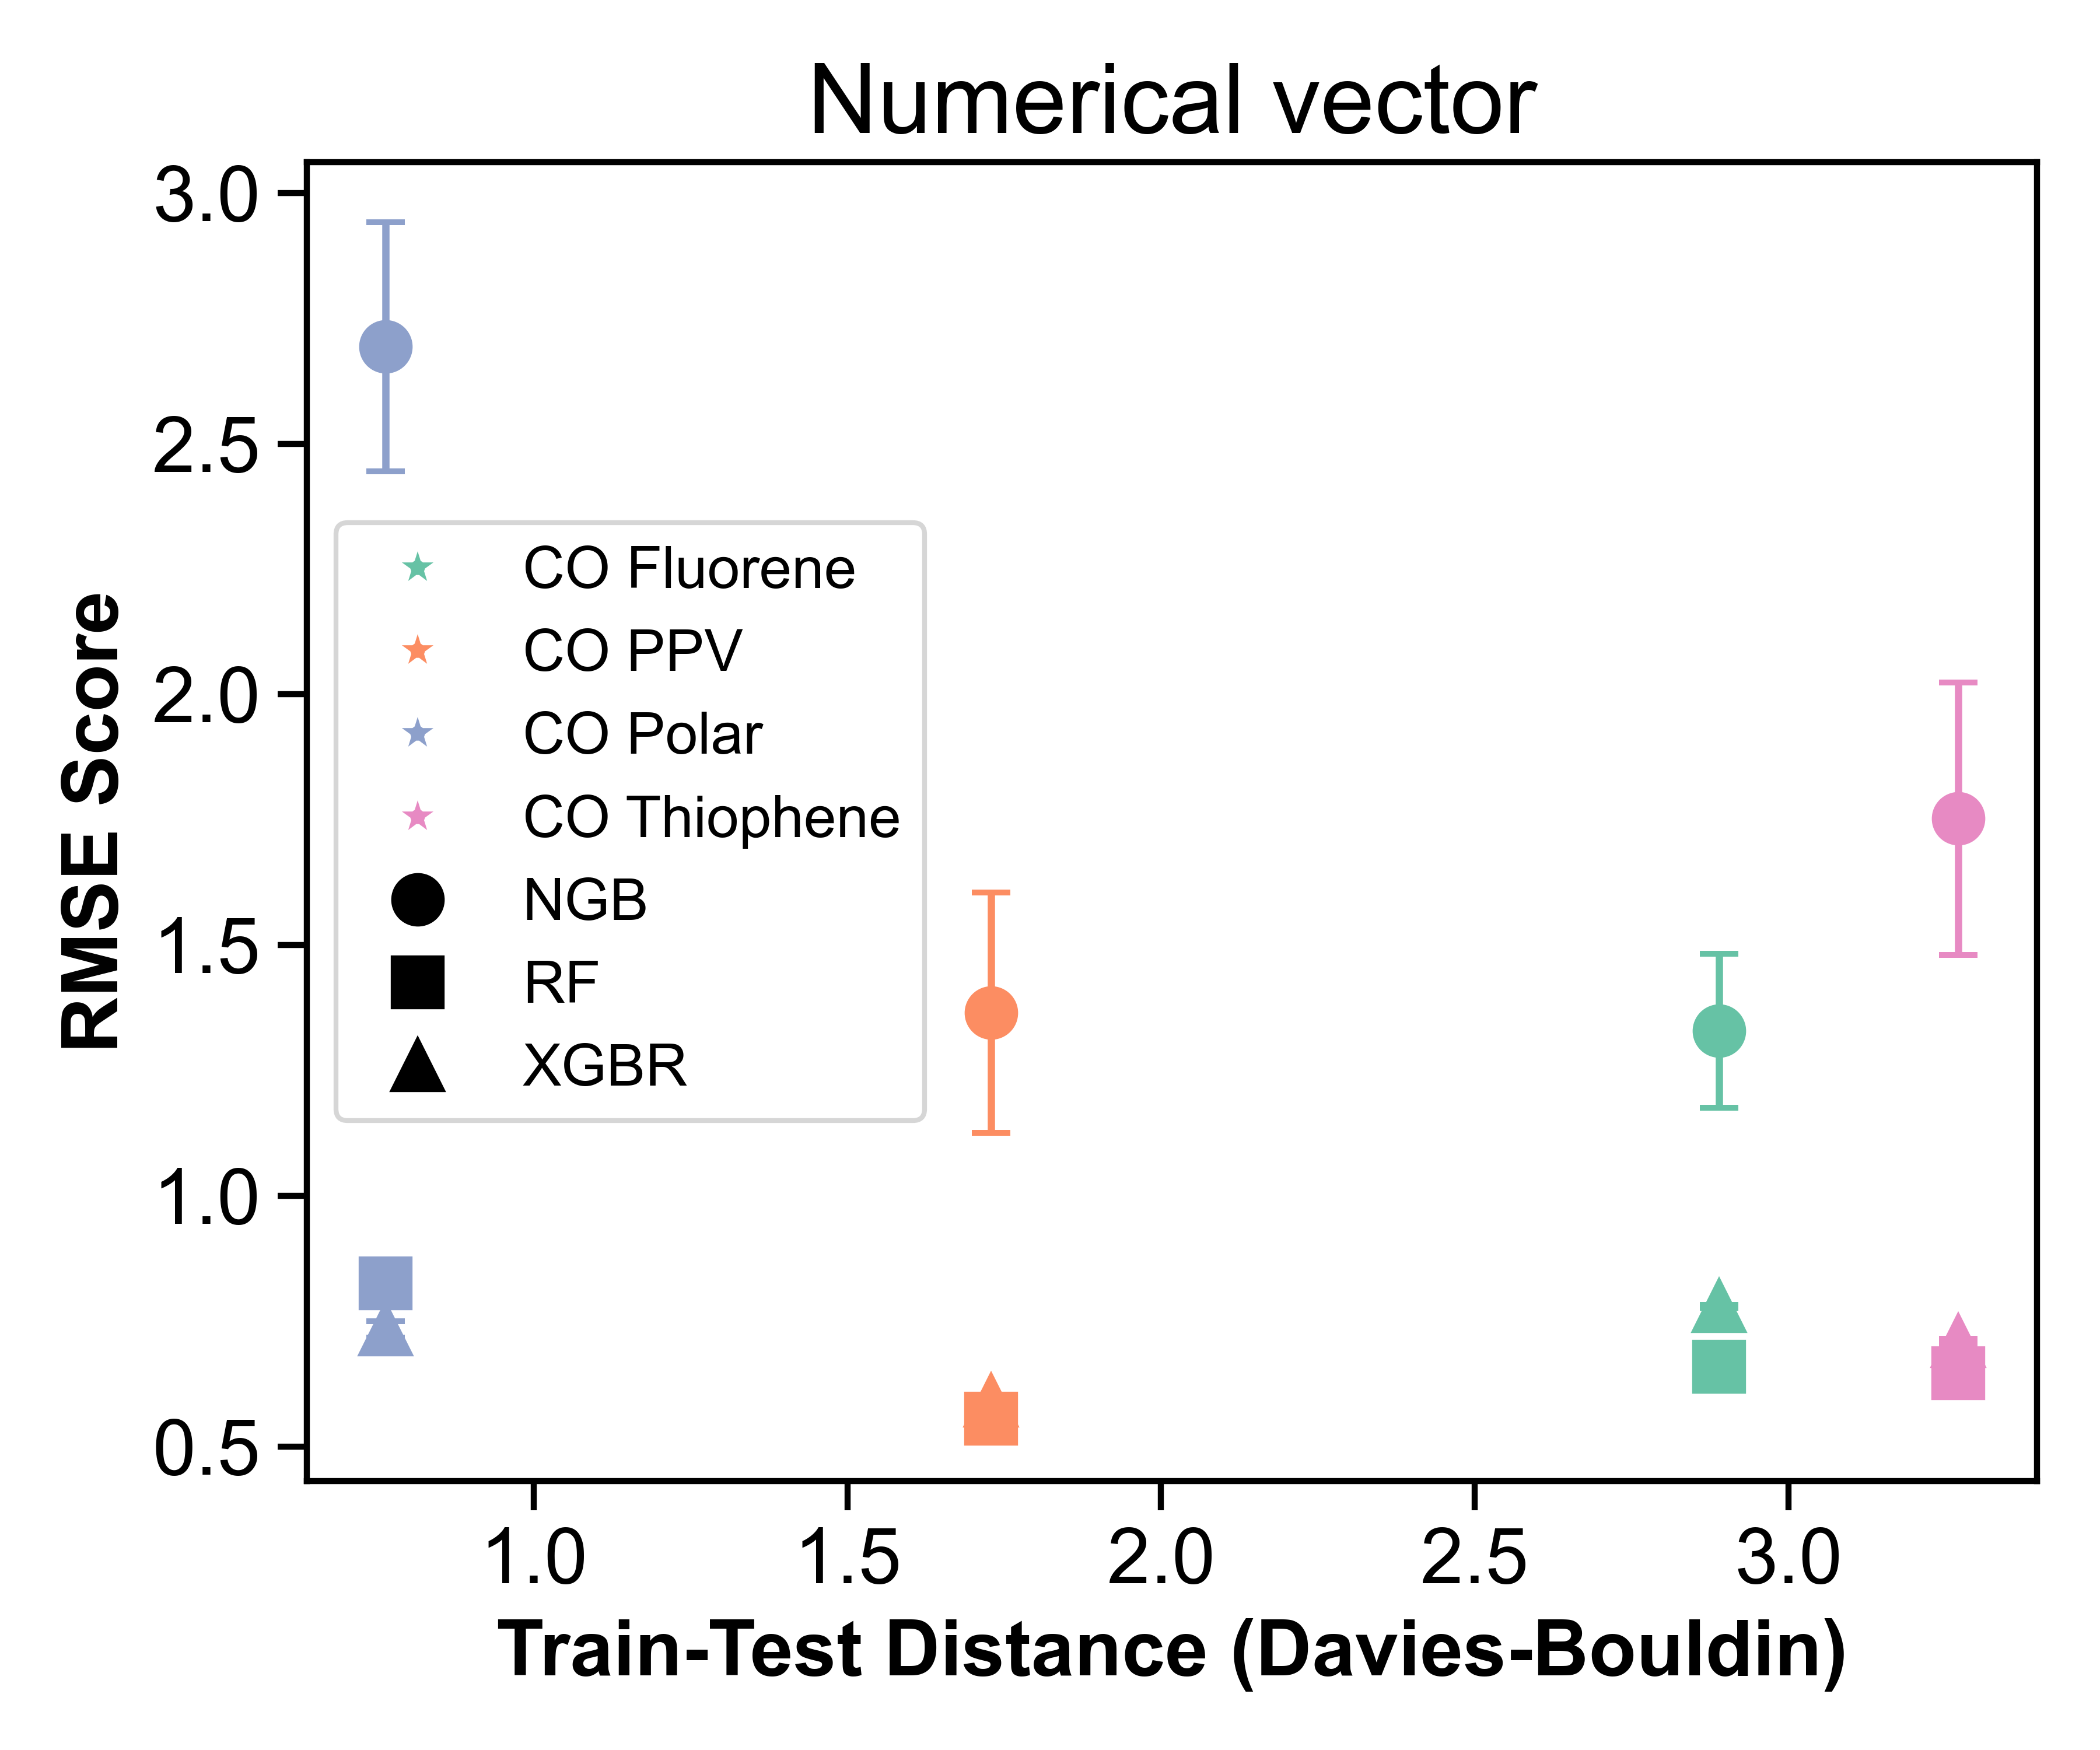 Numerical vector
3.0
2.5
2.0
1.5
1.0
0.5
RMSE Score
CO Fluorene
CO PPV
CO Polar
CO Thiophene
NGB
RF
XGBR
1.0 1.5 2.0 2.5 3.0
Train-Test Distance (Davies-Bouldin)